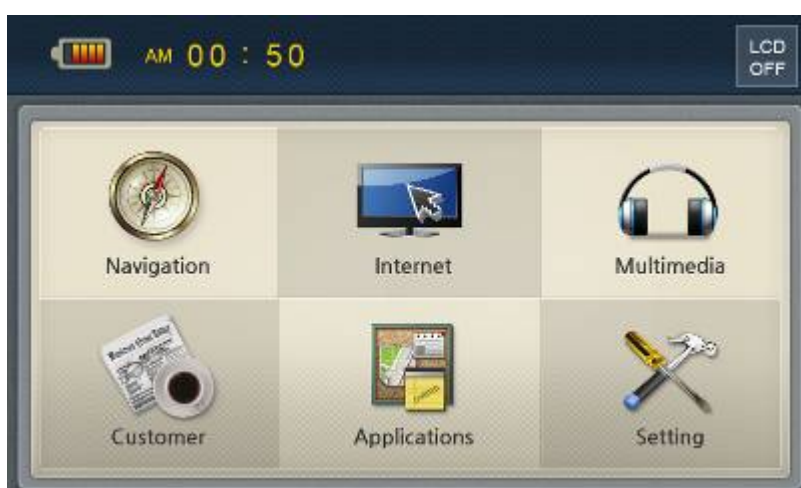 AM 00 : 50
LCD
OFF
Navigation
Internet
Multimedia
Customer
Applications
Setting